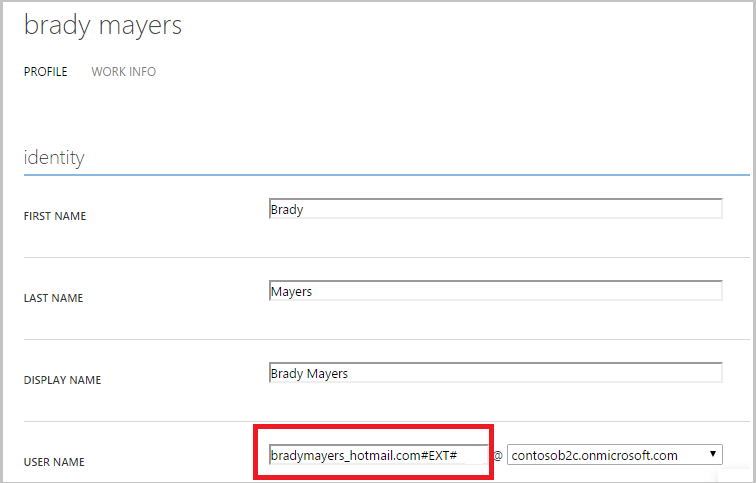 brady mayers
PROFILE WORK INFO
identity
FIRST NAME Brady
LAST NAME Mayers
DISPLAY NAME Brady Mayers
USER NAME bradymayers_hotmail.com#EXT# @ contosob2c.onmicrosoft.com